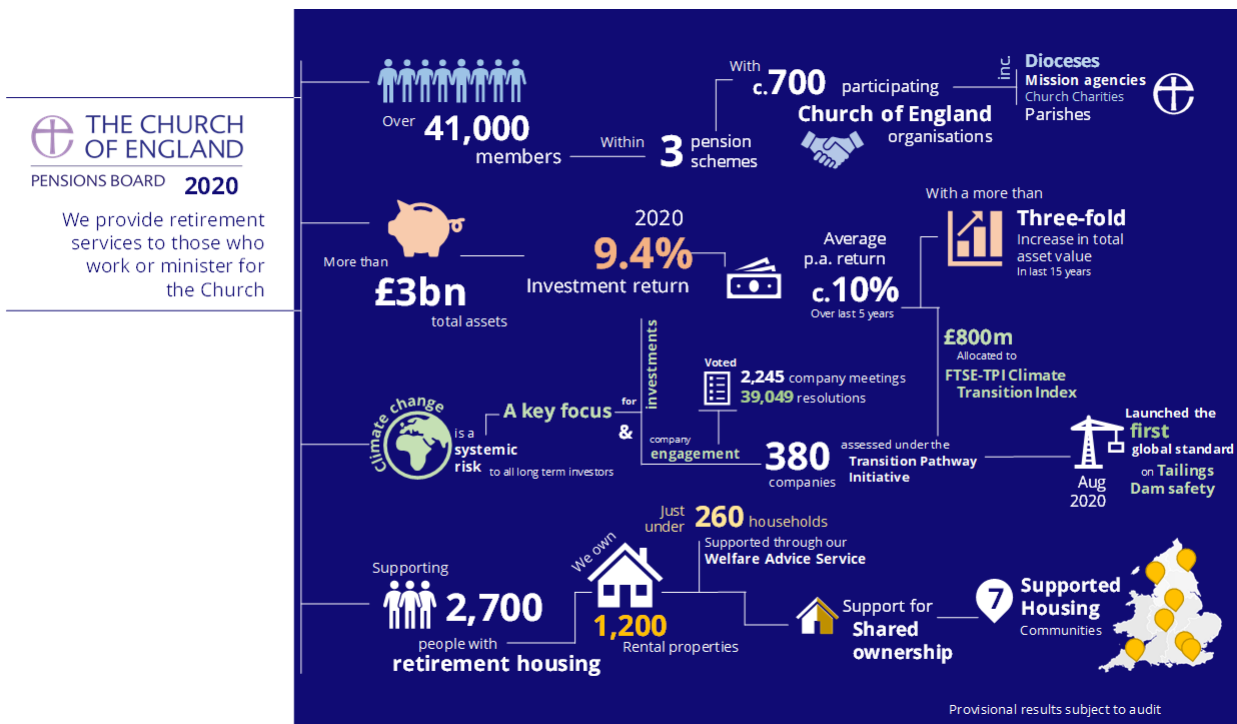 THE CHURCH
OF ENGLAND
PENSIONS BOARD 2020
We provide retirement
services to those who
work or minister for
the Church
Over
41,000
members
Within
3
pension
schemes
With
c.700 participating
Church of England
organisations
inc.
Dioceses
Mission agencies
Church Charities
Parishes
More than
£3bn
total assets
2020
9.4%
Investment return
Average
p.a. return
c.10%
Over last 5 years
With a more than
Three-fold
Increase in total
asset value
In last 15 years
£800m
Allocated to
FTSE-TPI Climate
Transition Index
Climate change
is a
systemic
risk
to all long term investors
A key focus
for
investments
&
company
engagement
Voted
2,245 company meetings
39,049 resolutions
380
companies
assessed under the
Transition Pathway
Initiative
Aug
2020
Launched the
first
global standard
on Tailings
Dam safety
Supporting
2,700
people with
retirement housing
We own
1,200
Rental properties
Just
under
260 households
Supported through our
Welfare Advice Service
Support for
Shared
ownership
7
Supported
Housing
Communities
Provisional results subject to audit